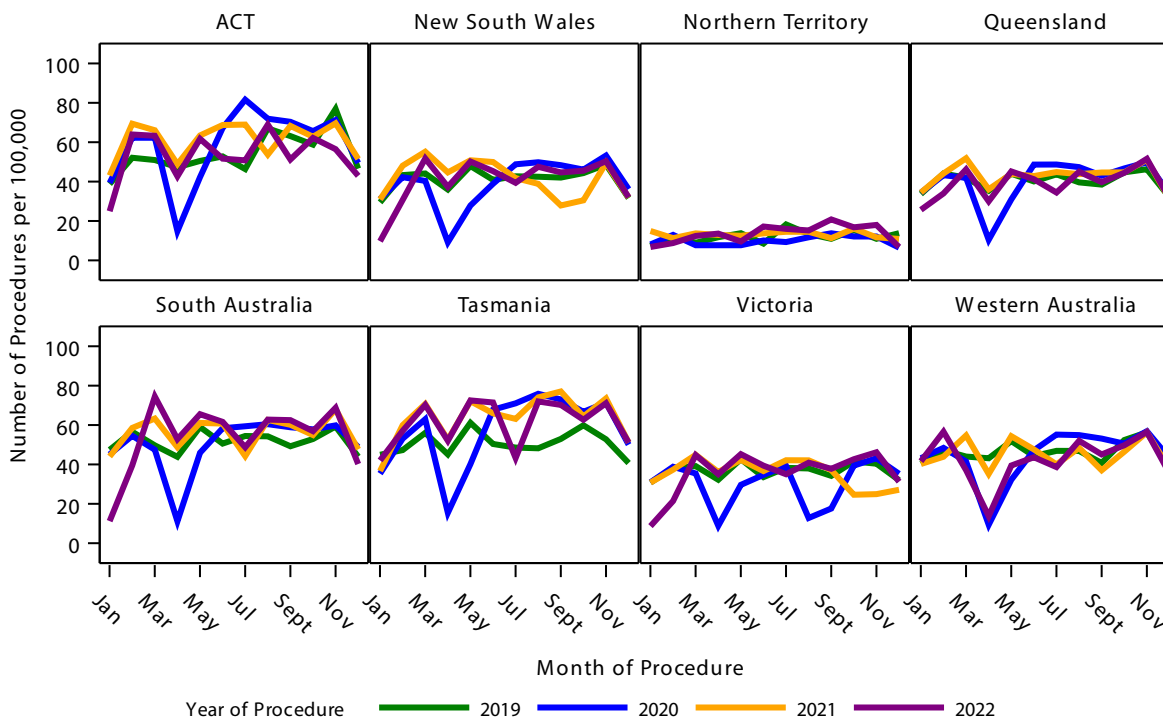 ACT New South Wales Northern Territory Queensland
100
80
60
40
20
0
South Australia Tasmania Victoria Western Australia
100
80
60
40
20
0
Number of Procedures per 100,000
Jan Mar May Jul Sept Nov Jan Mar May Jul Sept Nov Jan Mar May Jul Sept Nov Jan Mar May Jul Sept Nov
Month of Procedure
Year of Procedure 2019 2020 2021 2022